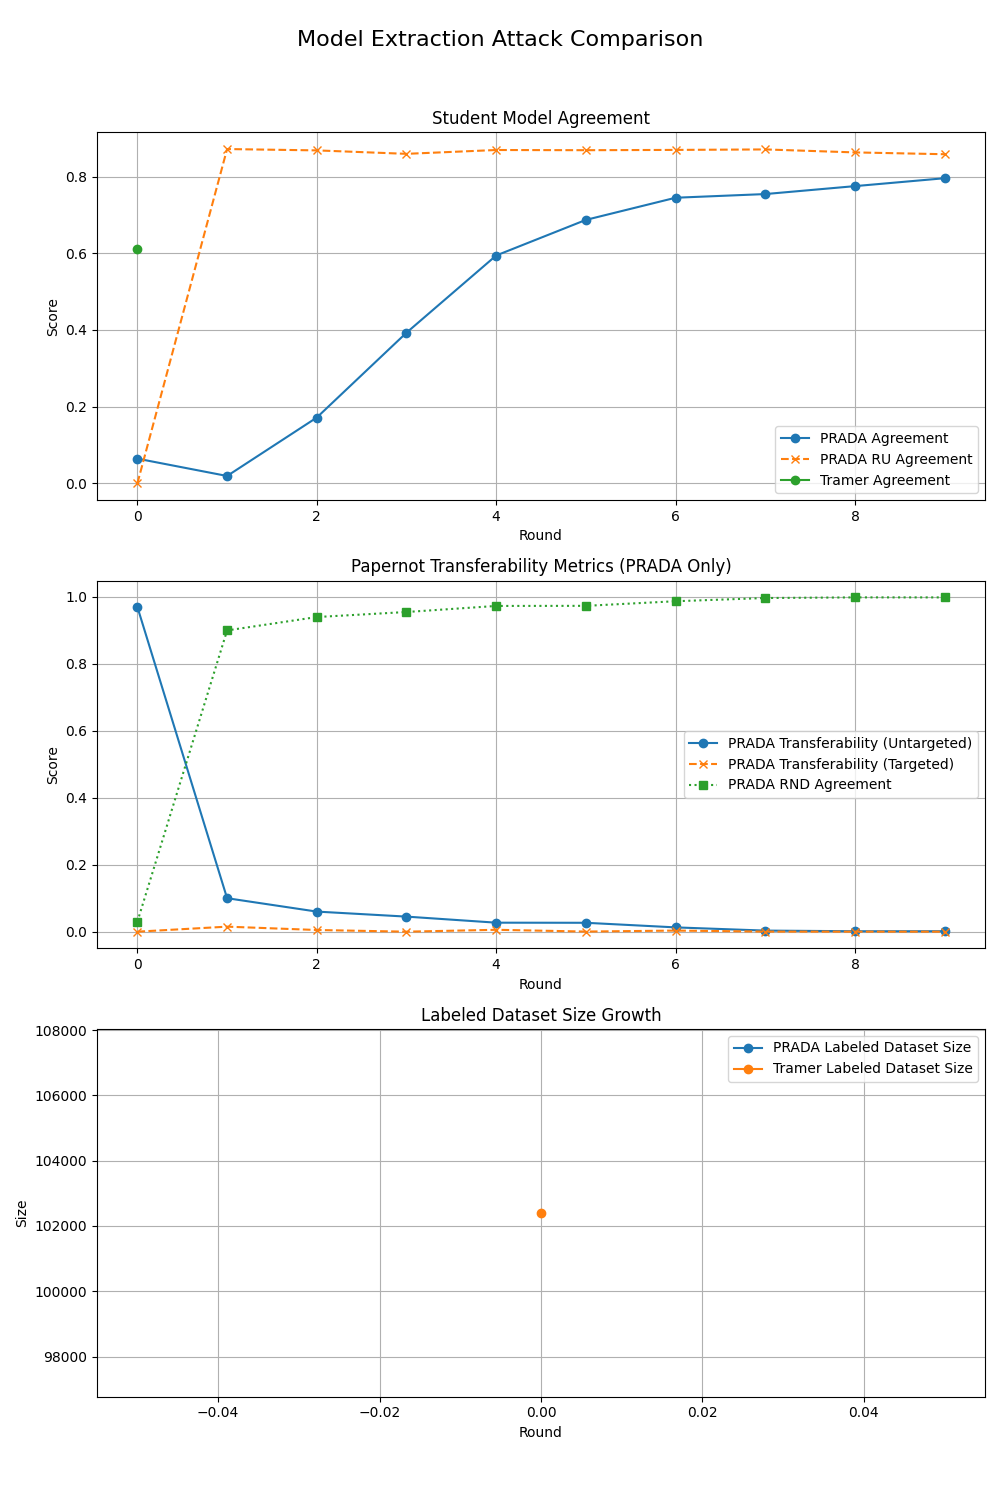 Model Extraction Attack Comparison
Student Model Agreement
0.8
0.6
0.4
0.2
0.0
Score
PRADA Agreement
PRADA RU Agreement
Tramer Agreement
0 2 4 6 8
Round
Papernot Transferability Metrics (PRADA Only)
1.0
0.8
0.6
0.4
0.2
0.0
Score
PRADA Transferability (Untargeted)
PRADA Transferability (Targeted)
PRADA RND Agreement
0 2 4 6 8
Round
Labeled Dataset Size Growth
108000
106000
104000
102000
100000
98000
Size
PRADA Labeled Dataset Size
Tramer Labeled Dataset Size
−0.04 −0.02 0.00 0.02 0.04
Round